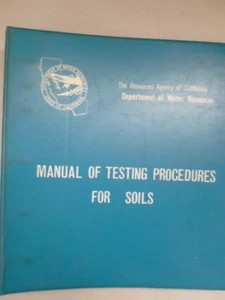 The Resources Agency of California
Department of Water Resources
MANUAL OF TESTING PROCEDURES
FOR SOILS